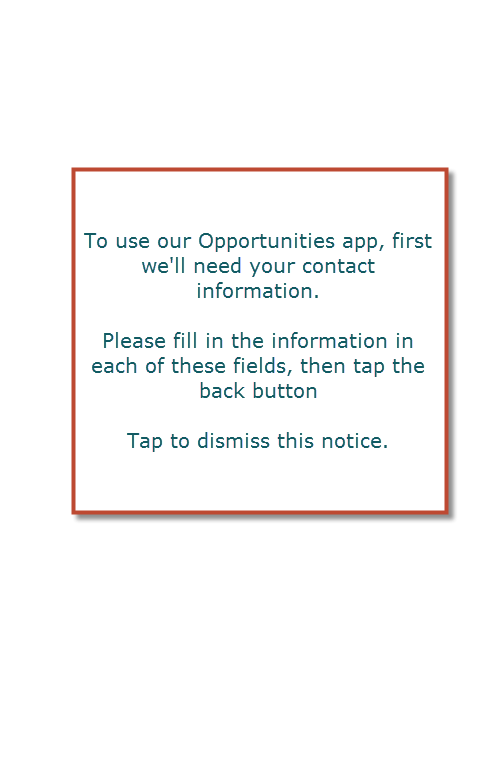 To use our Opportunities app, first
we'll need your contact
information.
Please fill in the information in
each of these fields, then tap the
back button
Tap to dismiss this notice.